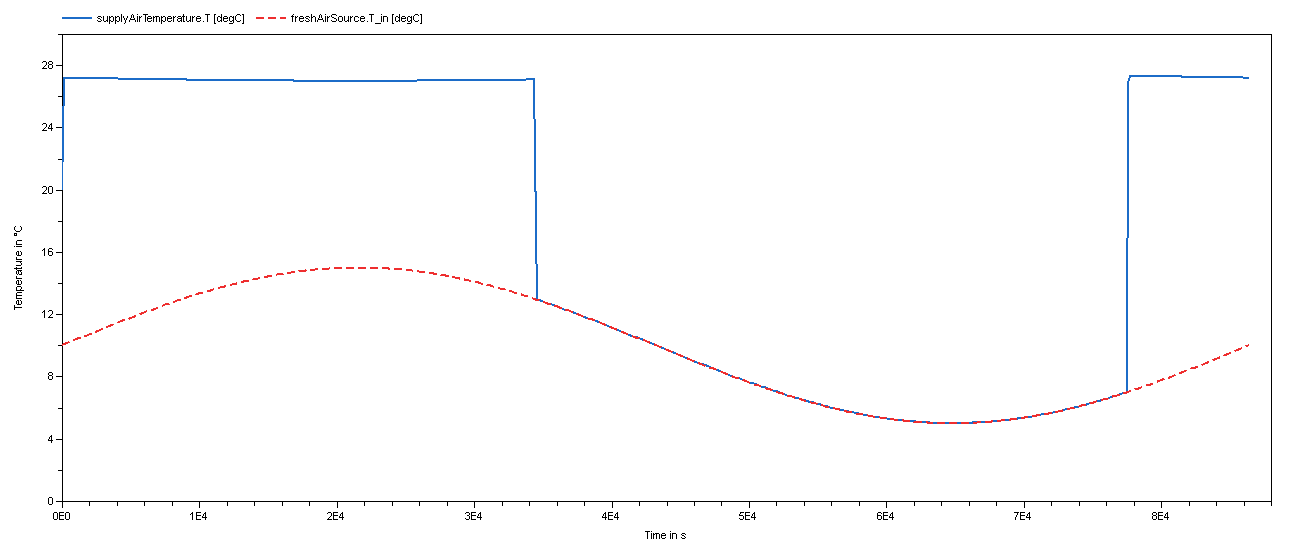 supplyAirTemperature.T [degC] freshAirSource.T_in [degC]
Temperature in °C
28
24
20
16
12
8
4
0
0E0 1E4 2E4 3E4 4E4 5E4 6E4 7E4 8E4
Time in s